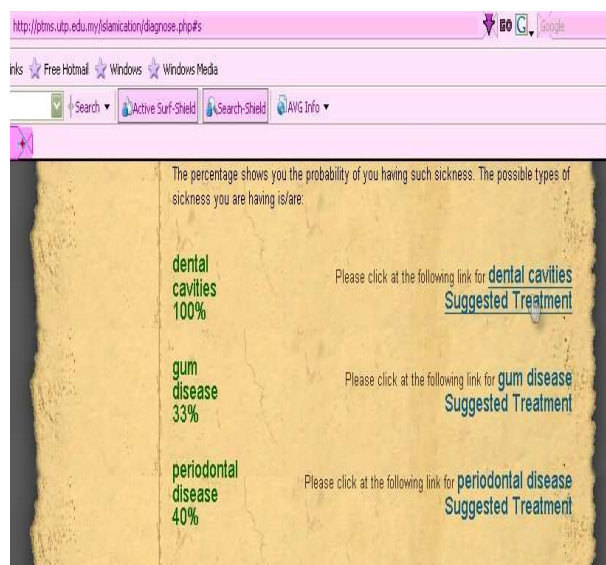 http://ptms.utp.edu.my/islamication/diagnose.php#s
GO G Google
inks Free Hotmail Windows Windows Media
Search Active Surf-Shield Search-Shield AVG Info
The percentage shows you the probability of you having such sickness. The possible types of
sickness you are having is/are:
dental
cavities
100%
Please click at the following link for dental cavities
Suggested Treatment
gum
disease
33%
Please click at the following link for gum disease
Suggested Treatment
periodontal
disease
40%
Please click at the following link for periodontal disease
Suggested Treatment